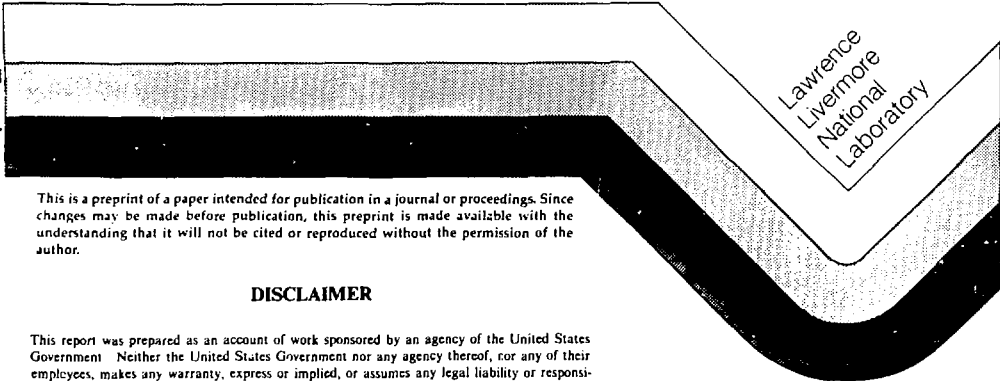 Lawrence
Livermore
National
Laboratory
This is a preprint of a paper intended for publication in a journal or proceedings. Since
changes may be made before publication, this preprint is made available with the
understanding that it will not be cited or reproduced without the permission of the
author.
DISCLAIMER
This report was prepared as an account of work sponsored by an agency of the United States
Government Neither the United States Government nor any agency thereof, nor any of their
employees, makes any warranty, express or implied, or assumes any legal liability or responsi-